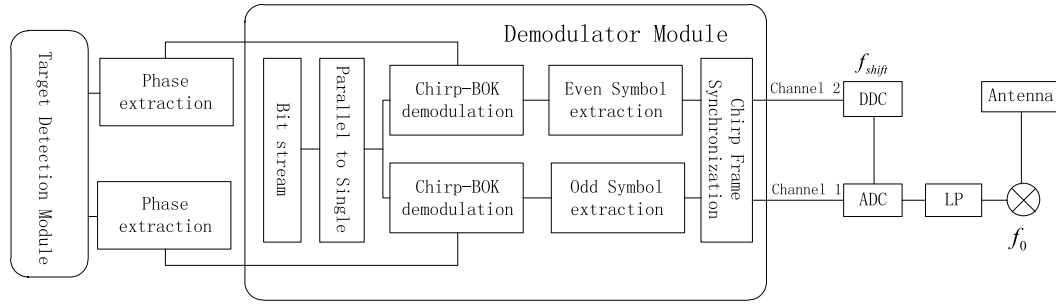 Demodulator Module
Target Detection Module
Phase
extraction
Phase
extraction
Bit stream
Parallel to Single
Chirp-BOK
demodulation
Chirp-BOK
demodulation
Even Symbol
extraction
Odd Symbol
extraction
Chirp Frame
Synchronization
Channel 2
Channel 1
f_shift
DDC
ADC
LP
Antenna
f_0